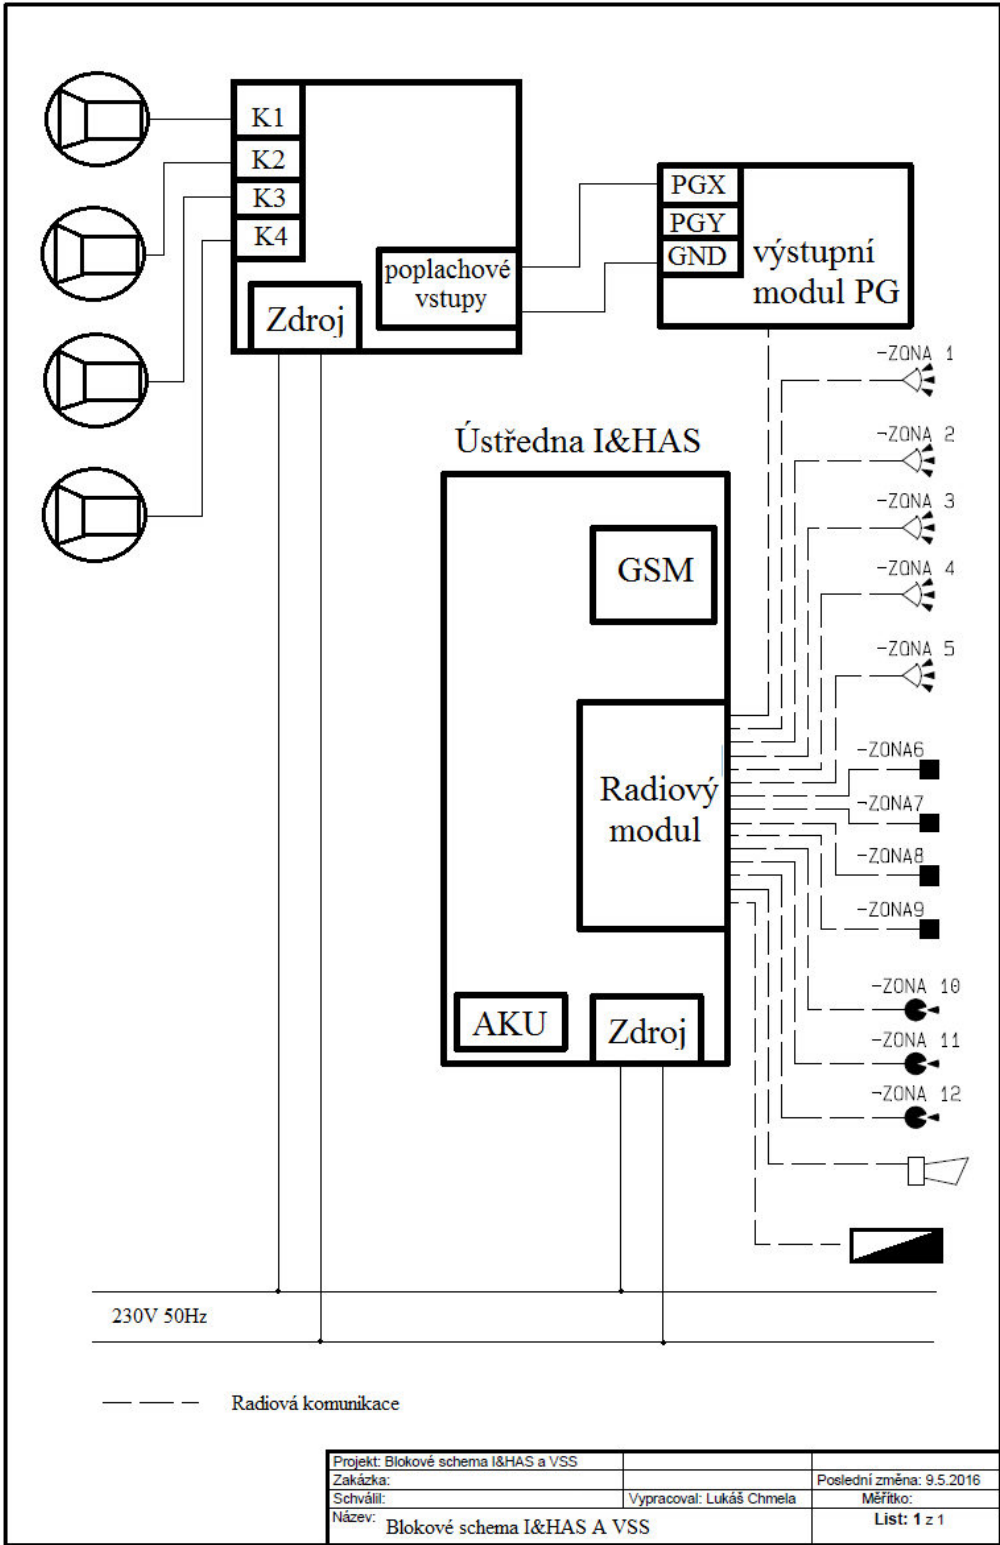 K1
K2
K3
K4
poplachové
vstupy
Zdroj
PGX
PGY
GND
výstupní
modul PG
-ZONA 1
-ZONA 2
-ZONA 3
-ZONA 4
-ZONA 5
-ZONA6
-ZONA7
-ZONA8
-ZONA9
-ZONA 10
-ZONA 11
-ZONA 12
Ústředna I&HAS
GSM
Radiový
modul
AKU
Zdroj
230V 50Hz
Radiová komunikace
Projekt: Blokové schema I&HAS a VSS
Zakázka:
Poslední změna: 9.5.2016
Schválil:
Vypracoval: Lukáš Chmela
Měřítko:
Název: Blokové schema I&HAS A VSS
List: 1 z 1